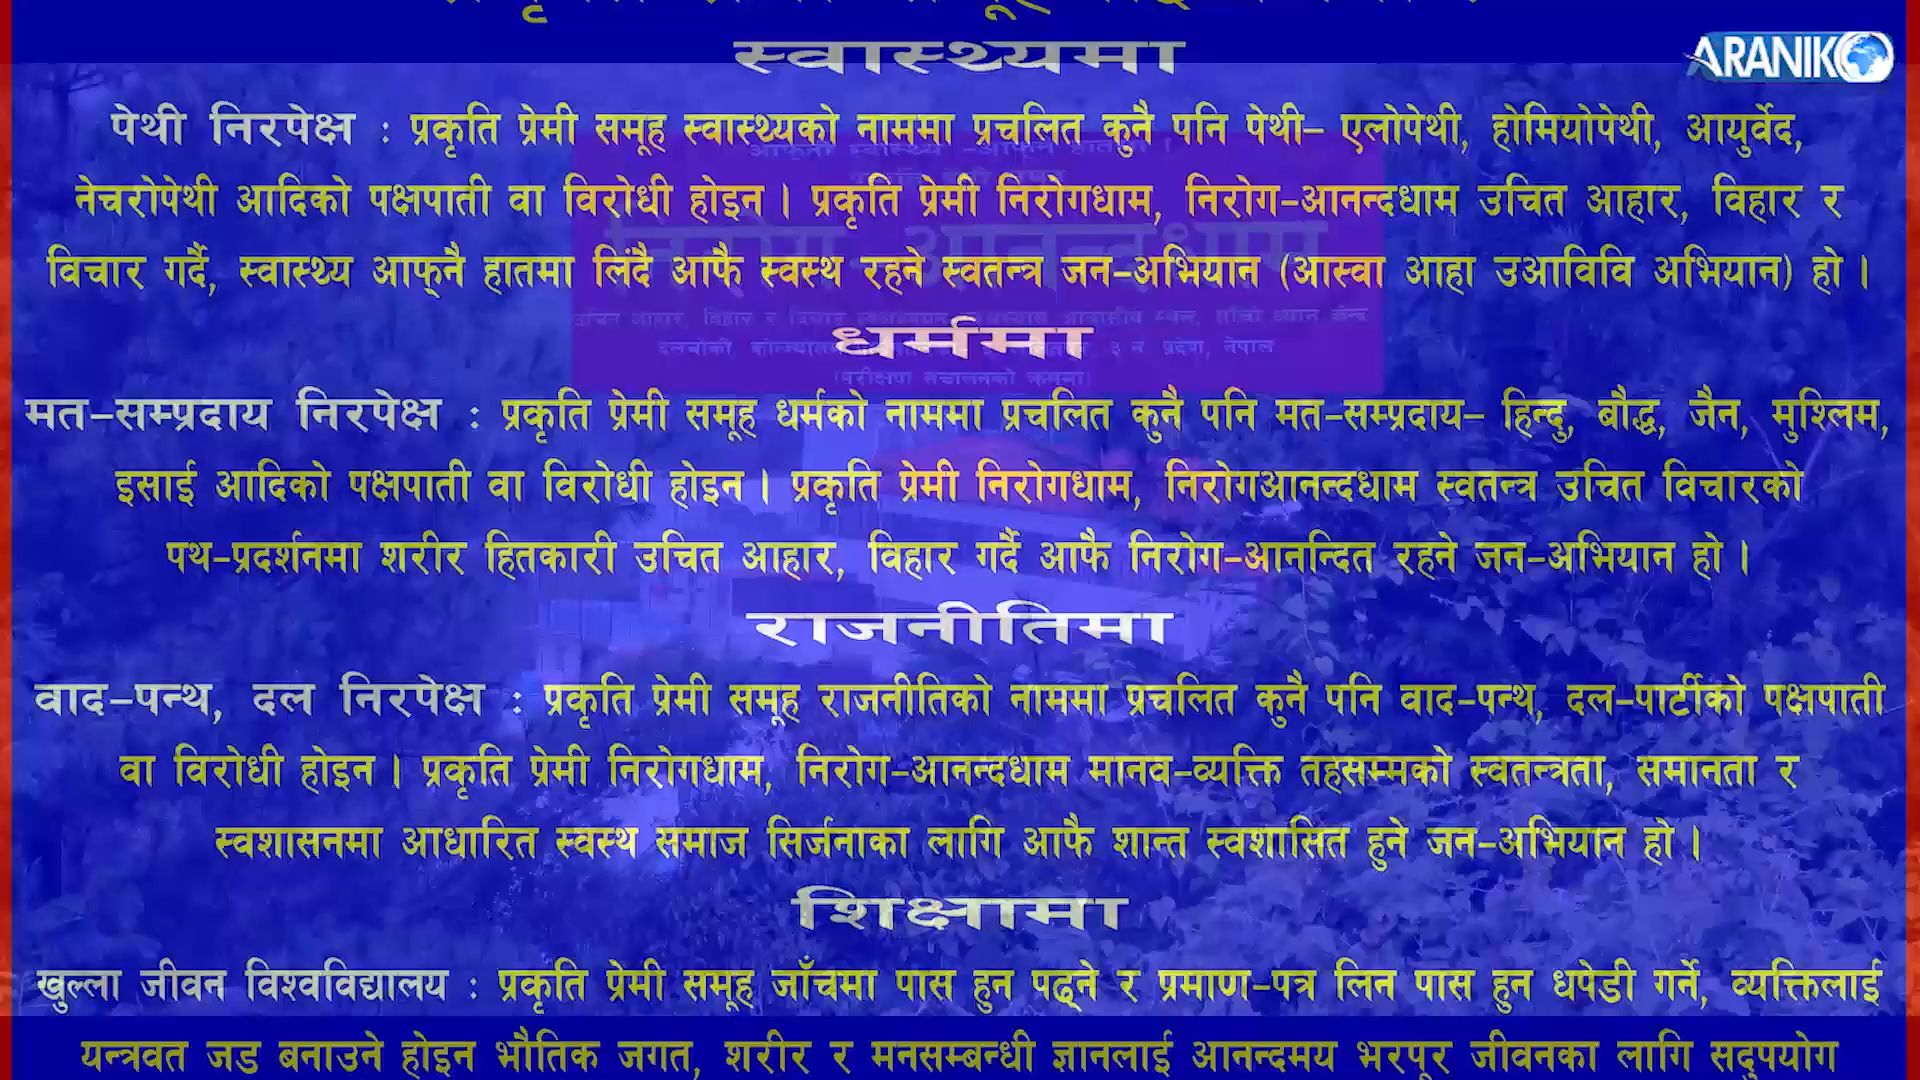 स्वास्थ्यमा
ARANIKO
पेथी निरपेक्ष : प्रकृति प्रेमी समूह स्वास्थ्यको नाममा प्रचलित कुनै पनि पेथी– एलोपेथी, होमियोपेथी, आयुर्वेद,
नेचरोपेथी आदिको पक्षपाती वा विरोधी होइन । प्रकृति प्रेमी निरोगधाम, निरोग–आनन्दधाम उचित आहार, विहार र
विचार गर्दै, स्वास्थ्य आफ्नै हातमा लिंदै आफै स्वस्थ रहने स्वतन्त्र जन–अभियान (आस्वा आहा उआविवि अभियान) हो ।
धर्ममा
मत–सम्प्रदाय निरपेक्ष : प्रकृति प्रेमी समूह धर्मको नाममा प्रचलित कुनै पनि मत–सम्प्रदाय– हिन्दु, बौद्ध, जैन, मुश्लिम,
इसाई आदिको पक्षपाती वा विरोधी होइन । प्रकृति प्रेमी निरोगधाम, निरोगआनन्दधाम स्वतन्त्र उचित विचारको
पथ–प्रदर्शनमा शरीर हितकारी उचित आहार, विहार गर्दै आफै निरोग–आनन्दित रहने जन–अभियान हो ।
राजनीतिमा
वाद–पन्थ, दल निरपेक्ष : प्रकृति प्रेमी समूह राजनीतिको नाममा प्रचलित कुनै पनि वाद–पन्थ, दल–पार्टीको पक्षपाती
वा विरोधी होइन । प्रकृति प्रेमी निरोगधाम, निरोग–आनन्दधाम मानव–व्यक्ति तहसम्मको स्वतन्त्रता, समानता र
स्वशासनमा आधारित स्वस्थ समाज सिर्जनाका लागि आफै शान्त स्वशासित हुने जन–अभियान हो ।
शिक्षामा
खुल्ला जीवन विश्वविद्यालय : प्रकृति प्रेमी समूह जाँचमा पास हुन पढ्ने र प्रमाण–पत्र लिन पास हुन धपेडी गर्ने, व्यक्तिलाई
यन्त्रवत जड बनाउने होइन भौतिक जगत, शरीर र मनसम्बन्धी ज्ञानलाई आनन्दमय भरपूर जीवनका लागि सदुपयोग